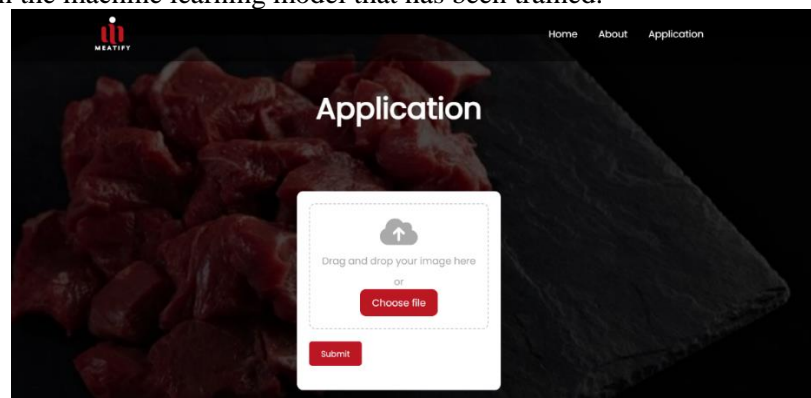 the machine learning model that has been trained.
MEATIFY
Home About Application
Application
Drag and drop your image here
or
Choose file
Submit